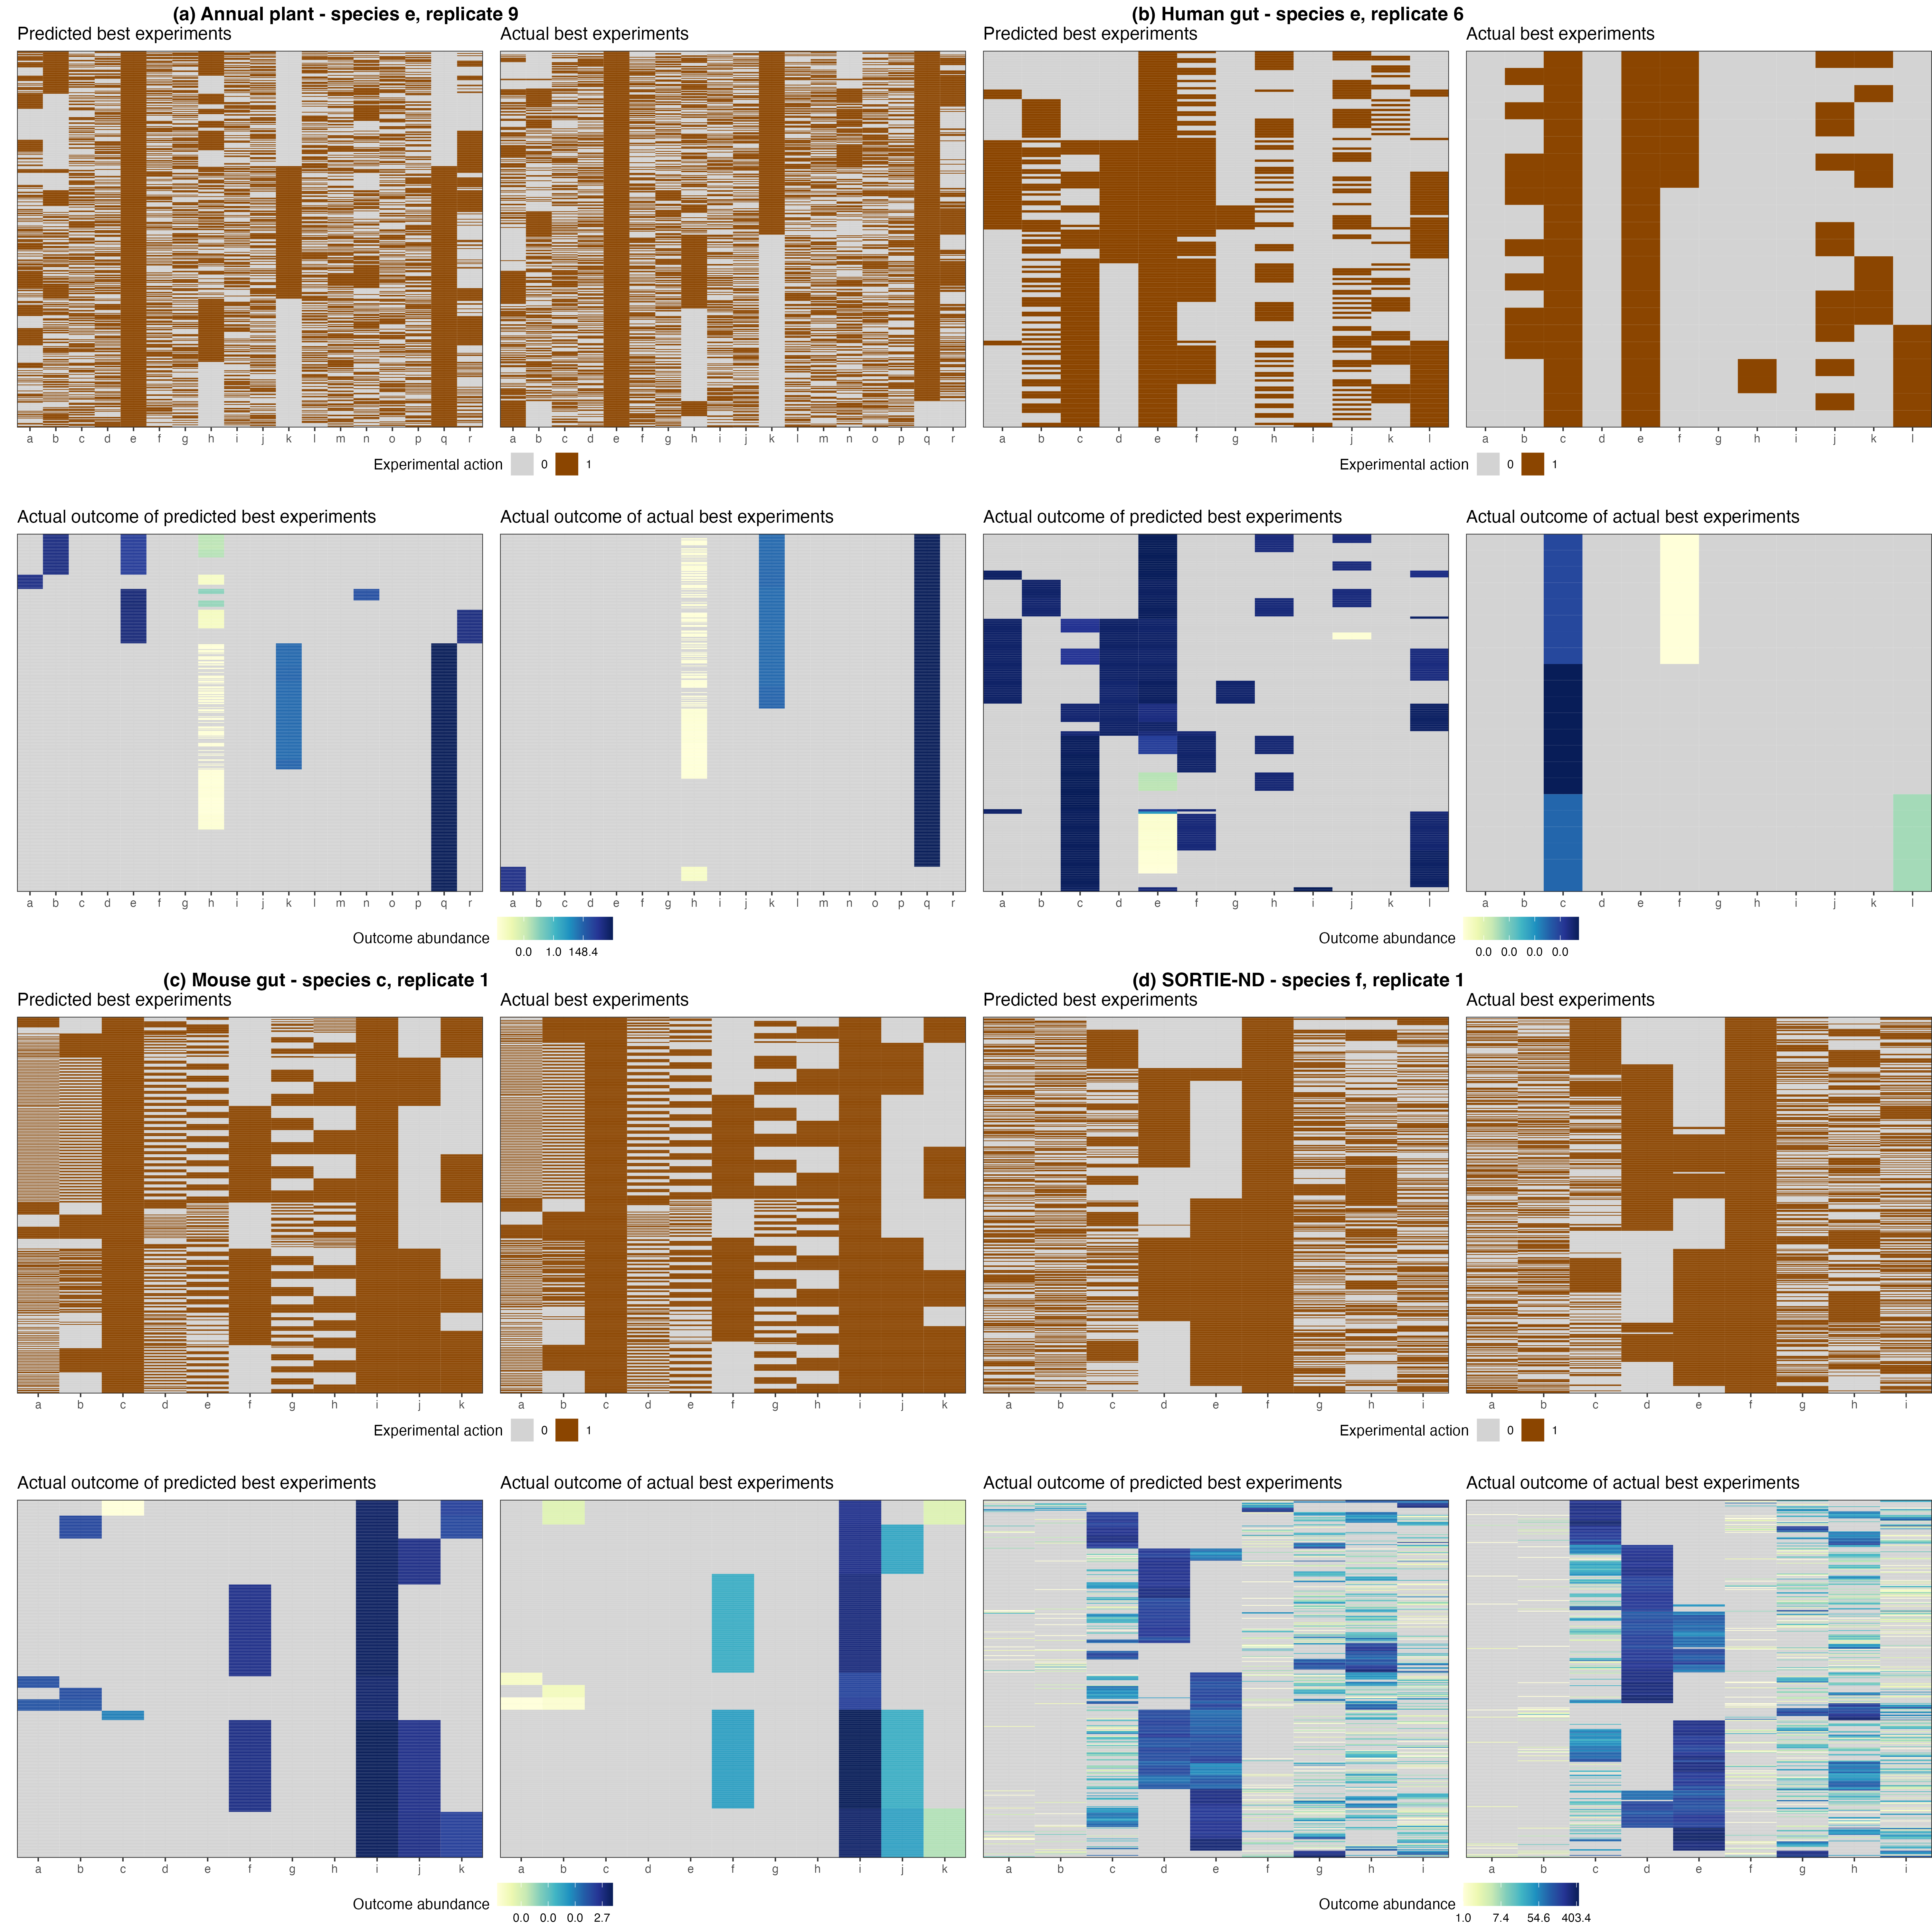 (a) Annual plant - species e, replicate 9
Predicted best experiments
Actual best experiments
a b c d e f g h i j k l m n o p q r
a b c d e f g h i j k l m n o p q r
Experimental action 0 1
Actual outcome of predicted best experiments
Actual outcome of actual best experiments
a b c d e f g h i j k l m n o p q r
a b c d e f g h i j k l m n o p q r
Outcome abundance
0.0 1.0 148.4
(b) Human gut - species e, replicate 6
Predicted best experiments
Actual best experiments
a b c d e f g h i j k l
a b c d e f g h i j k l
Experimental action 0 1
Actual outcome of predicted best experiments
Actual outcome of actual best experiments
a b c d e f g h i j k l
a b c d e f g h i j k l
Outcome abundance
0.0 0.0 0.0 0.0
(c) Mouse gut - species c, replicate 1
Predicted best experiments
Actual best experiments
a b c d e f g h i j k
a b c d e f g h i j k
Experimental action 0 1
Actual outcome of predicted best experiments
Actual outcome of actual best experiments
a b c d e f g h i j k
a b c d e f g h i j k
Outcome abundance
0.0 0.0 0.0 2.7
(d) SORTIE-ND - species f, replicate 1
Predicted best experiments
Actual best experiments
a b c d e f g h i
a b c d e f g h i
Experimental action 0 1
Actual outcome of predicted best experiments
Actual outcome of actual best experiments
a b c d e f g h i
a b c d e f g h i
Outcome abundance
1.0 7.4 54.6 403.4